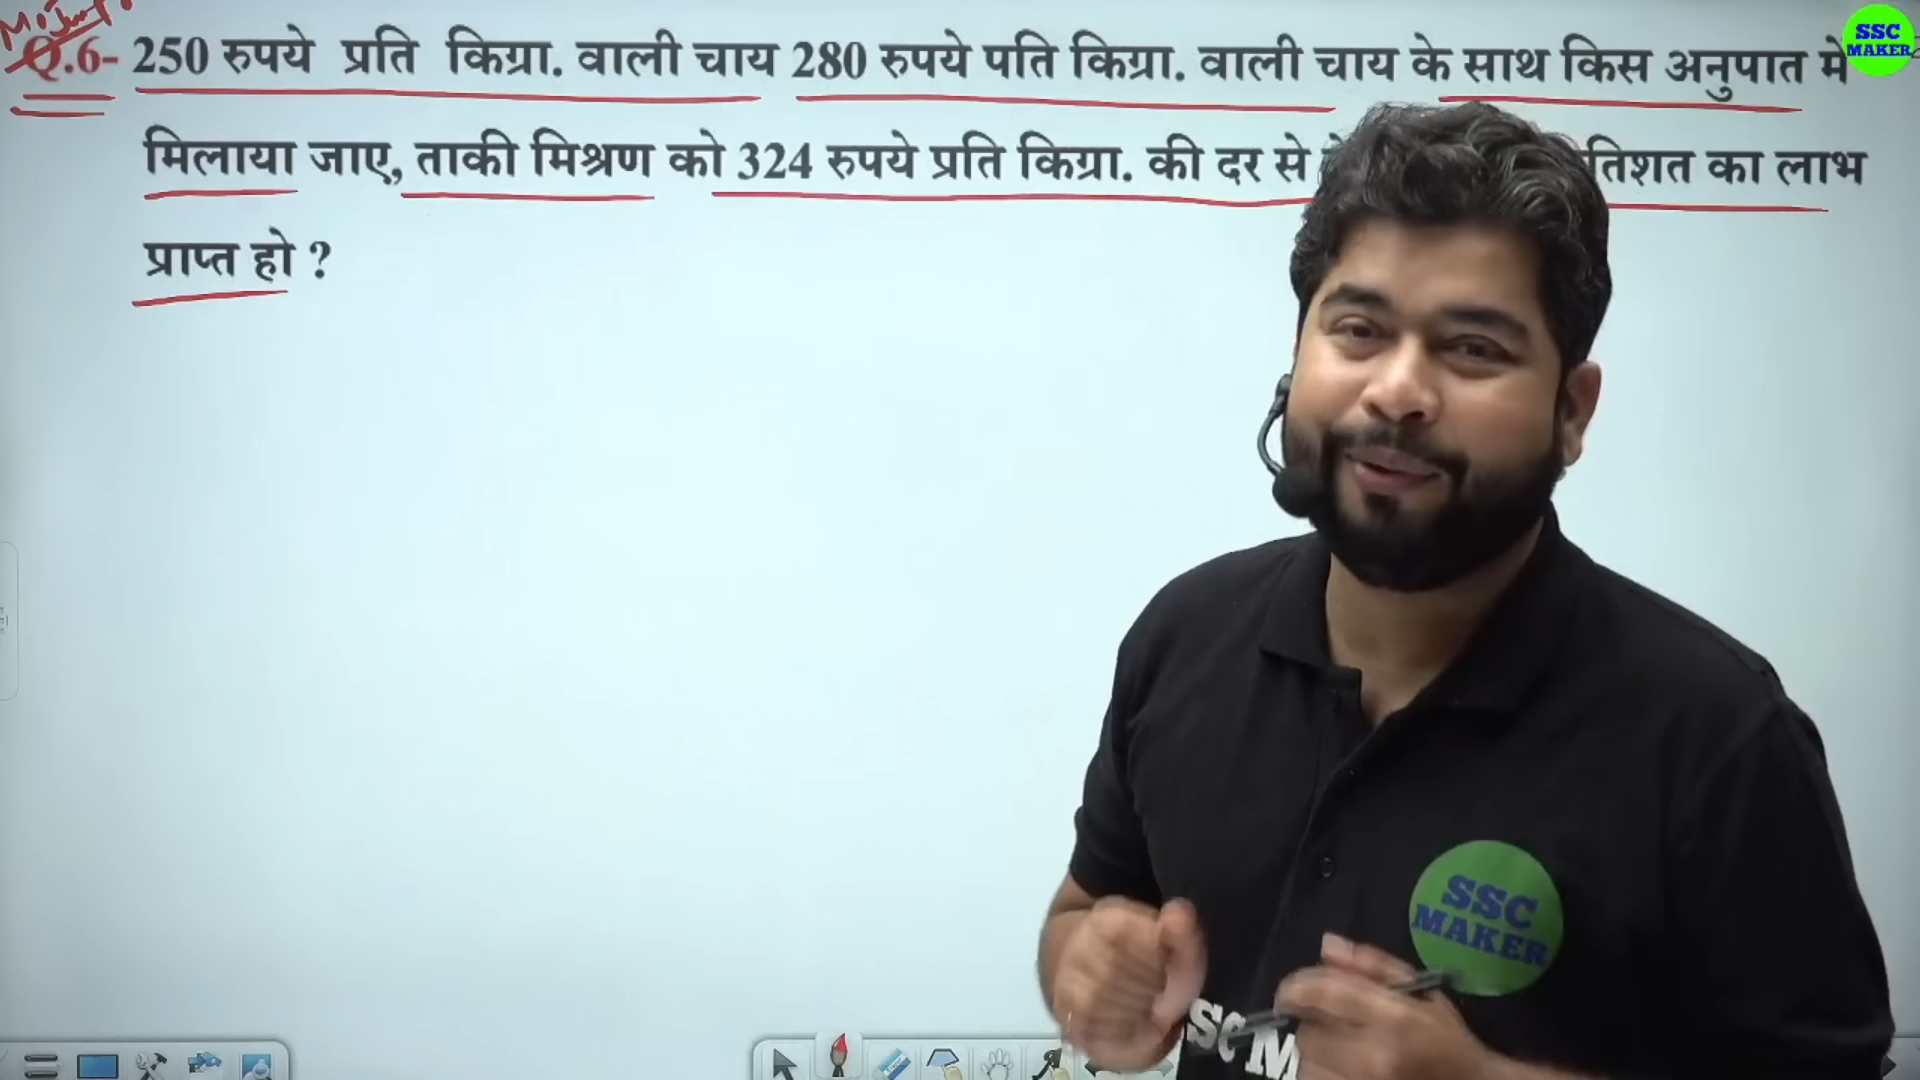 Q.6- 250 रुपये प्रति किग्रा. वाली चाय 280 रुपये पति किग्रा. वाली चाय के साथ किस अनुपात मे
मिलाया जाए, ताकी मिश्रण को 324 रुपये प्रति किग्रा. की दर से तिशत का लाभ
प्राप्त हो ?
SSC
MAKER
SSC
MAKER